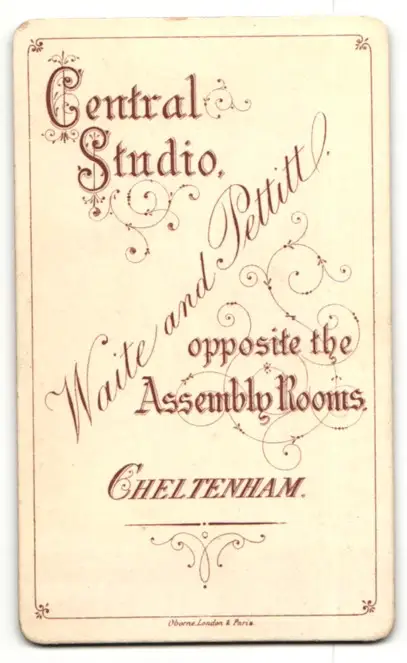 Central
Studio.
Waite and Pettitt.
opposite the
Assembly Rooms.
CHELTENHAM.
Oborne. London & Paris.